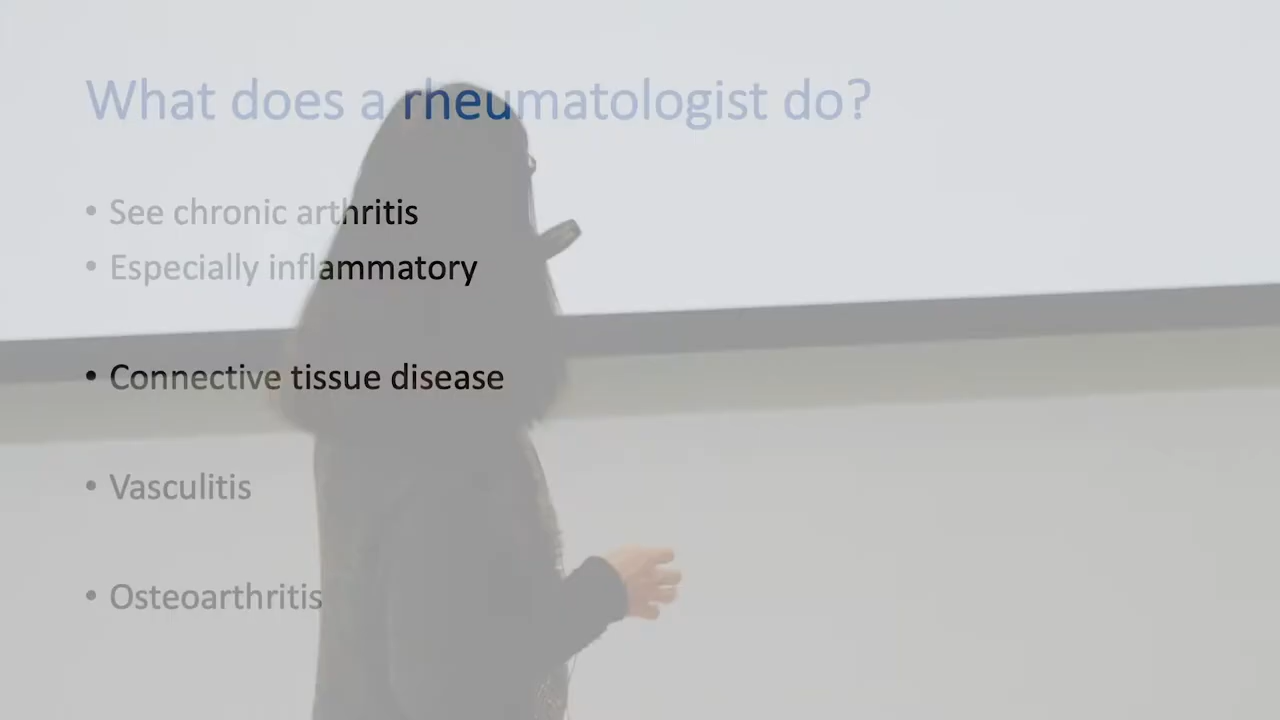 What does a rheumatologist do?
• See chronic arthritis
• Especially inflammatory
• Connective tissue disease
• Vasculitis
• Osteoarthritis